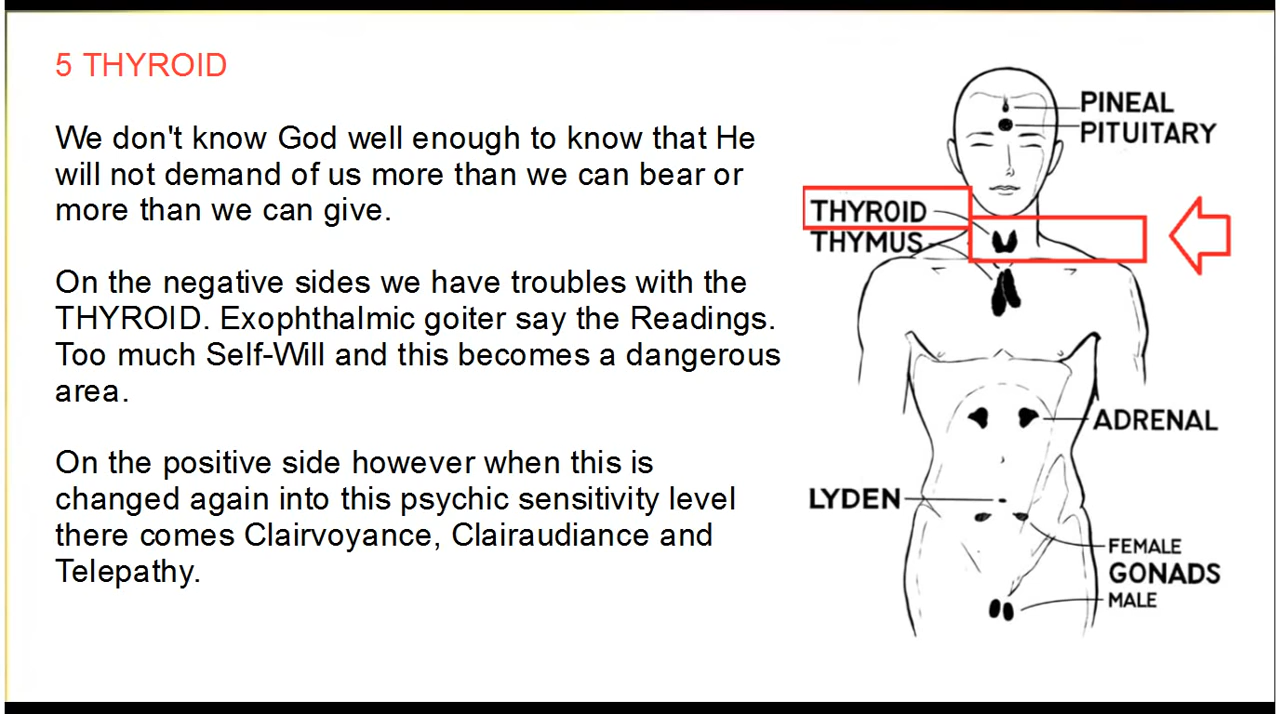 5 THYROID
We don't know God well enough to know that He
will not demand of us more than we can bear or
more than we can give.
On the negative sides we have troubles with the
THYROID. Exophthalmic goiter say the Readings.
Too much Self-Will and this becomes a dangerous
area.
On the positive side however when this is
changed again into this psychic sensitivity level
there comes Clairvoyance, Clairaudiance and
Telepathy.
PINEAL
PITUITARY
THYROID
THYMUS
ADRENAL
LYDEN
FEMALE
GONADS
MALE